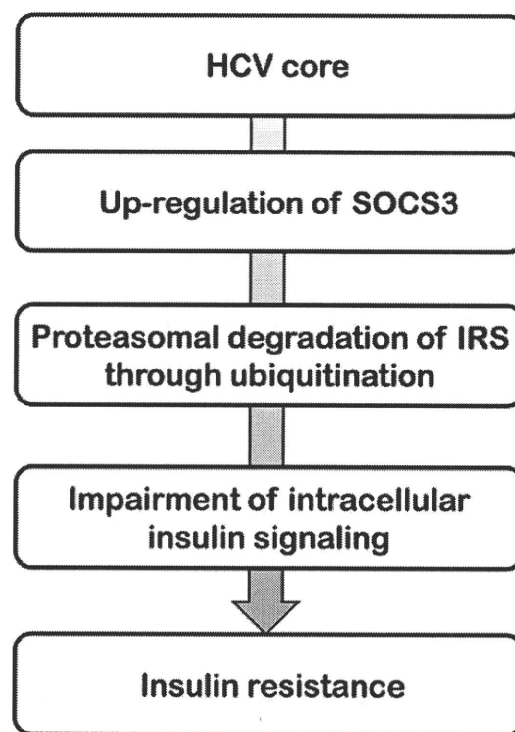 HCV core
Up-regulation of SOCS3
Proteasomal degradation of IRS
through ubiquitination
Impairment of intracellular
insulin signaling
Insulin resistance